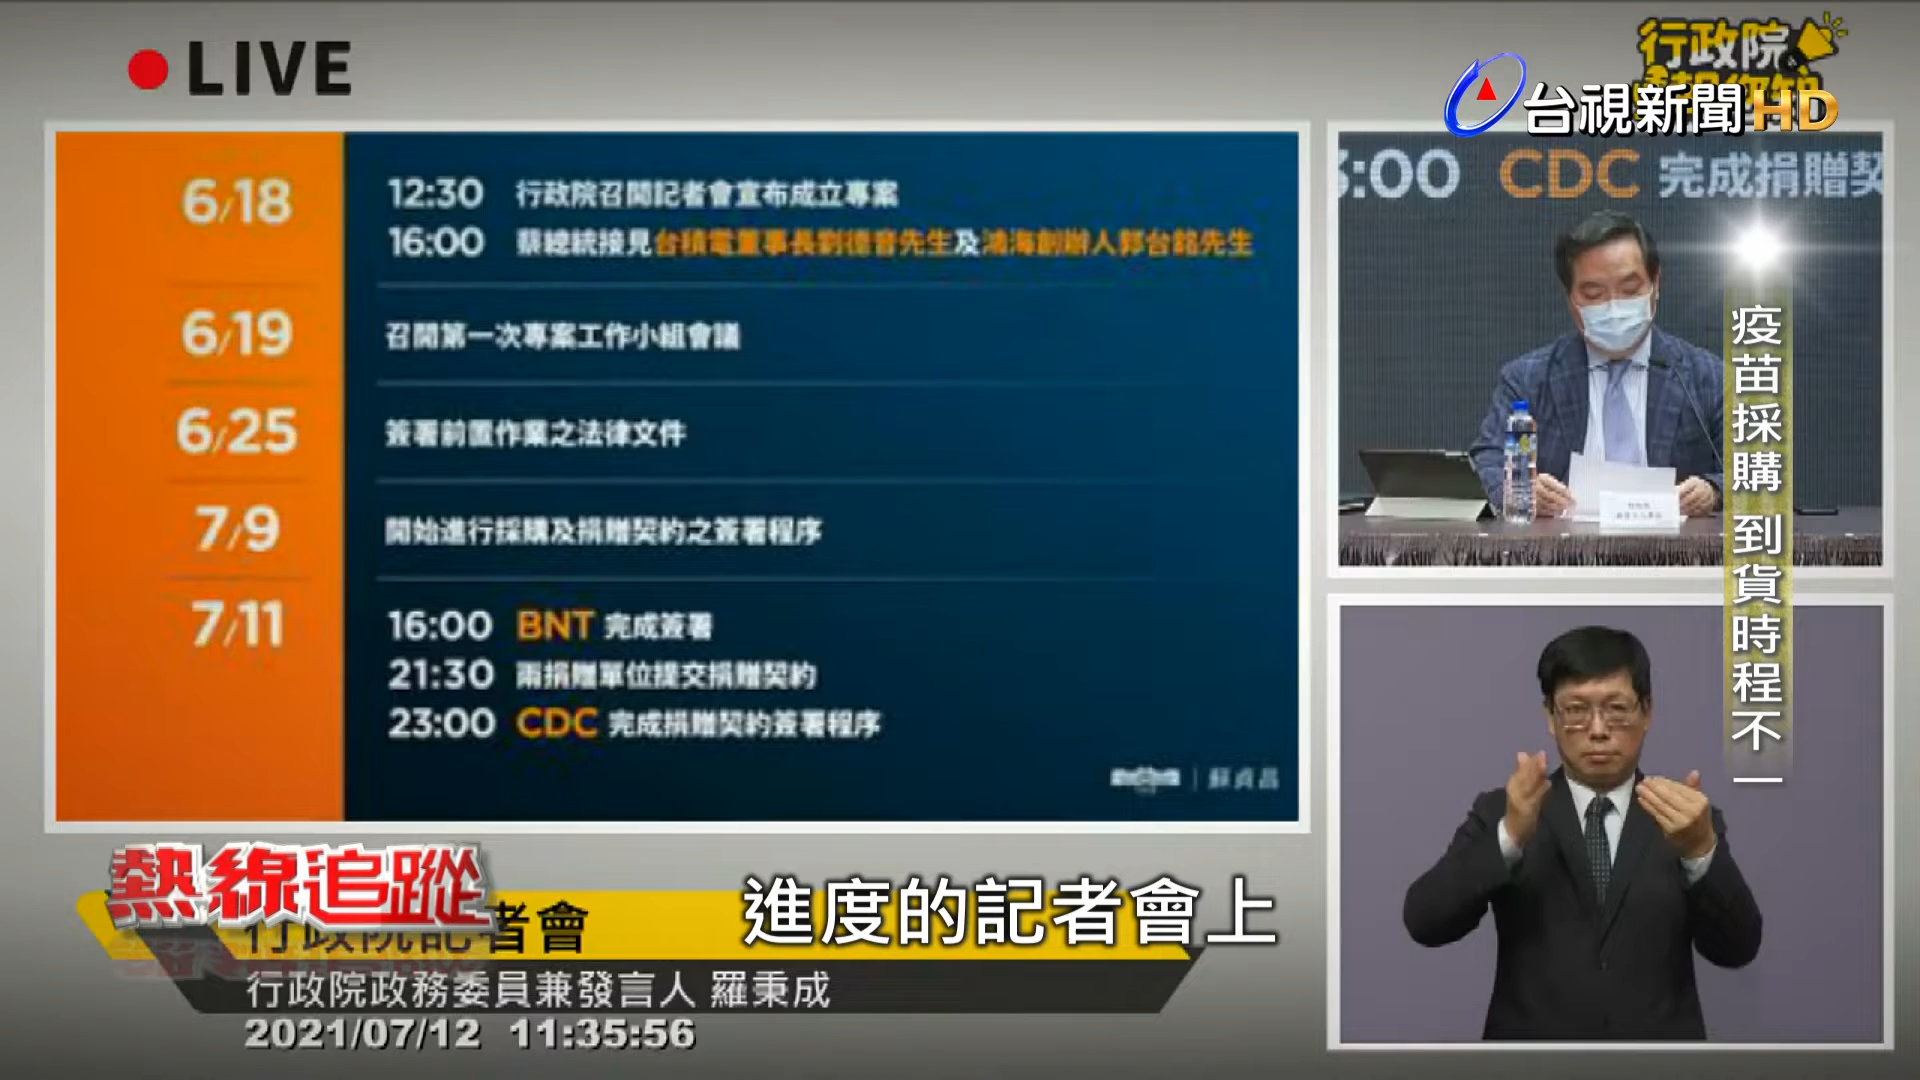 LIVE
行政院
台視新聞HD
6/18
12:30 行政院召開記者會宣布成立專案
16:00 蔡總統接見台積電董事長劉德音先生及鴻海創辦人郭台銘先生
6/19
召開第一次專案工作小組會議
6/25
簽署前置作業之法律文件
7/9
開始進行採購及捐贈契約之簽署程序
7/11
16:00 BNT 完成簽署
21:30 兩捐贈單位提交捐贈契約
23:00 CDC 完成捐贈契約簽署程序
蘇貞昌
3:00 CDC 完成捐贈契
疫苗採購 到貨時程不一
熱線追蹤
行政院記者會
進度的記者會上
行政院政務委員兼發言人 羅秉成
2021/07/12 11:35:56